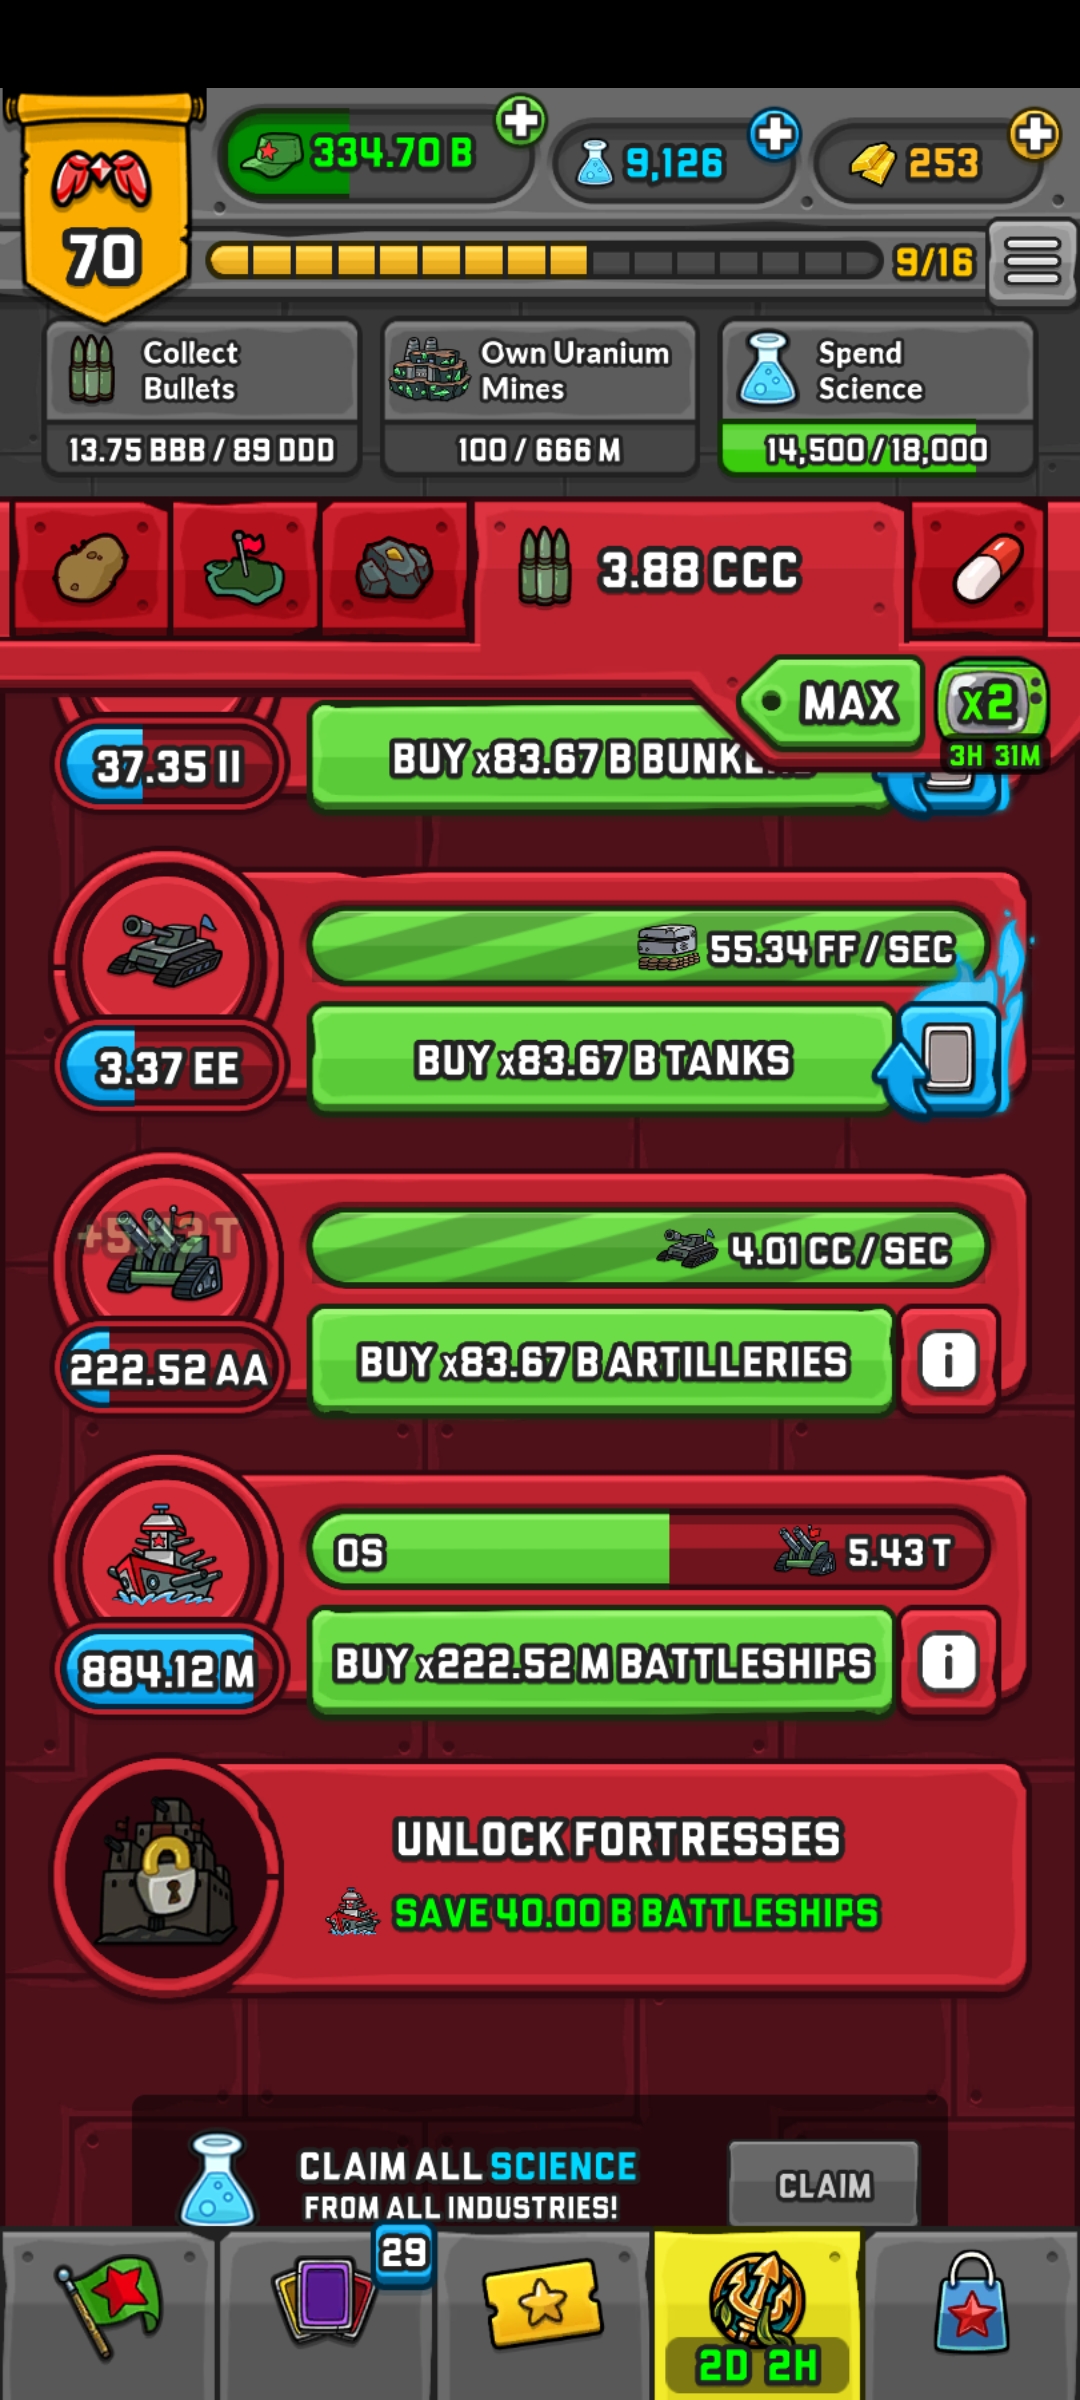 70
334.70 B
9,126
253
9/16
Collect
Bullets
13.75 BBB / 89 DDD
Own Uranium
Mines
100 / 666 M
Spend
Science
14,500/18,000
3.88 CCC
MAX
x2
3H 31M
37.35 II
BUY x83.67 B
55.34 FF / SEC
3.37 EE
BUY x83.67 B TANKS
4.01 CC / SEC
222.52 AA
BUY x83.67 B ARTILLERIES
i
0S
5.43 T
884.12 M
BUY x222.52 M BATTLESHIPS
i
UNLOCK FORTRESSES
SAVE 40.00 B BATTLESHIPS
CLAIM ALL SCIENCE
FROM ALL INDUSTRIES!
CLAIM
29
2D 2H